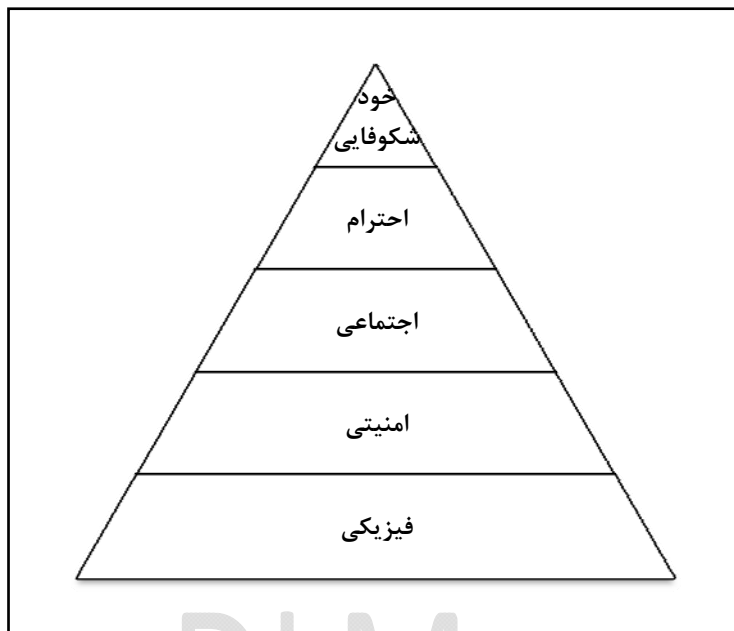 خود
شکوفایی
احترام
اجتماعی
امنیتی
فیزیکی